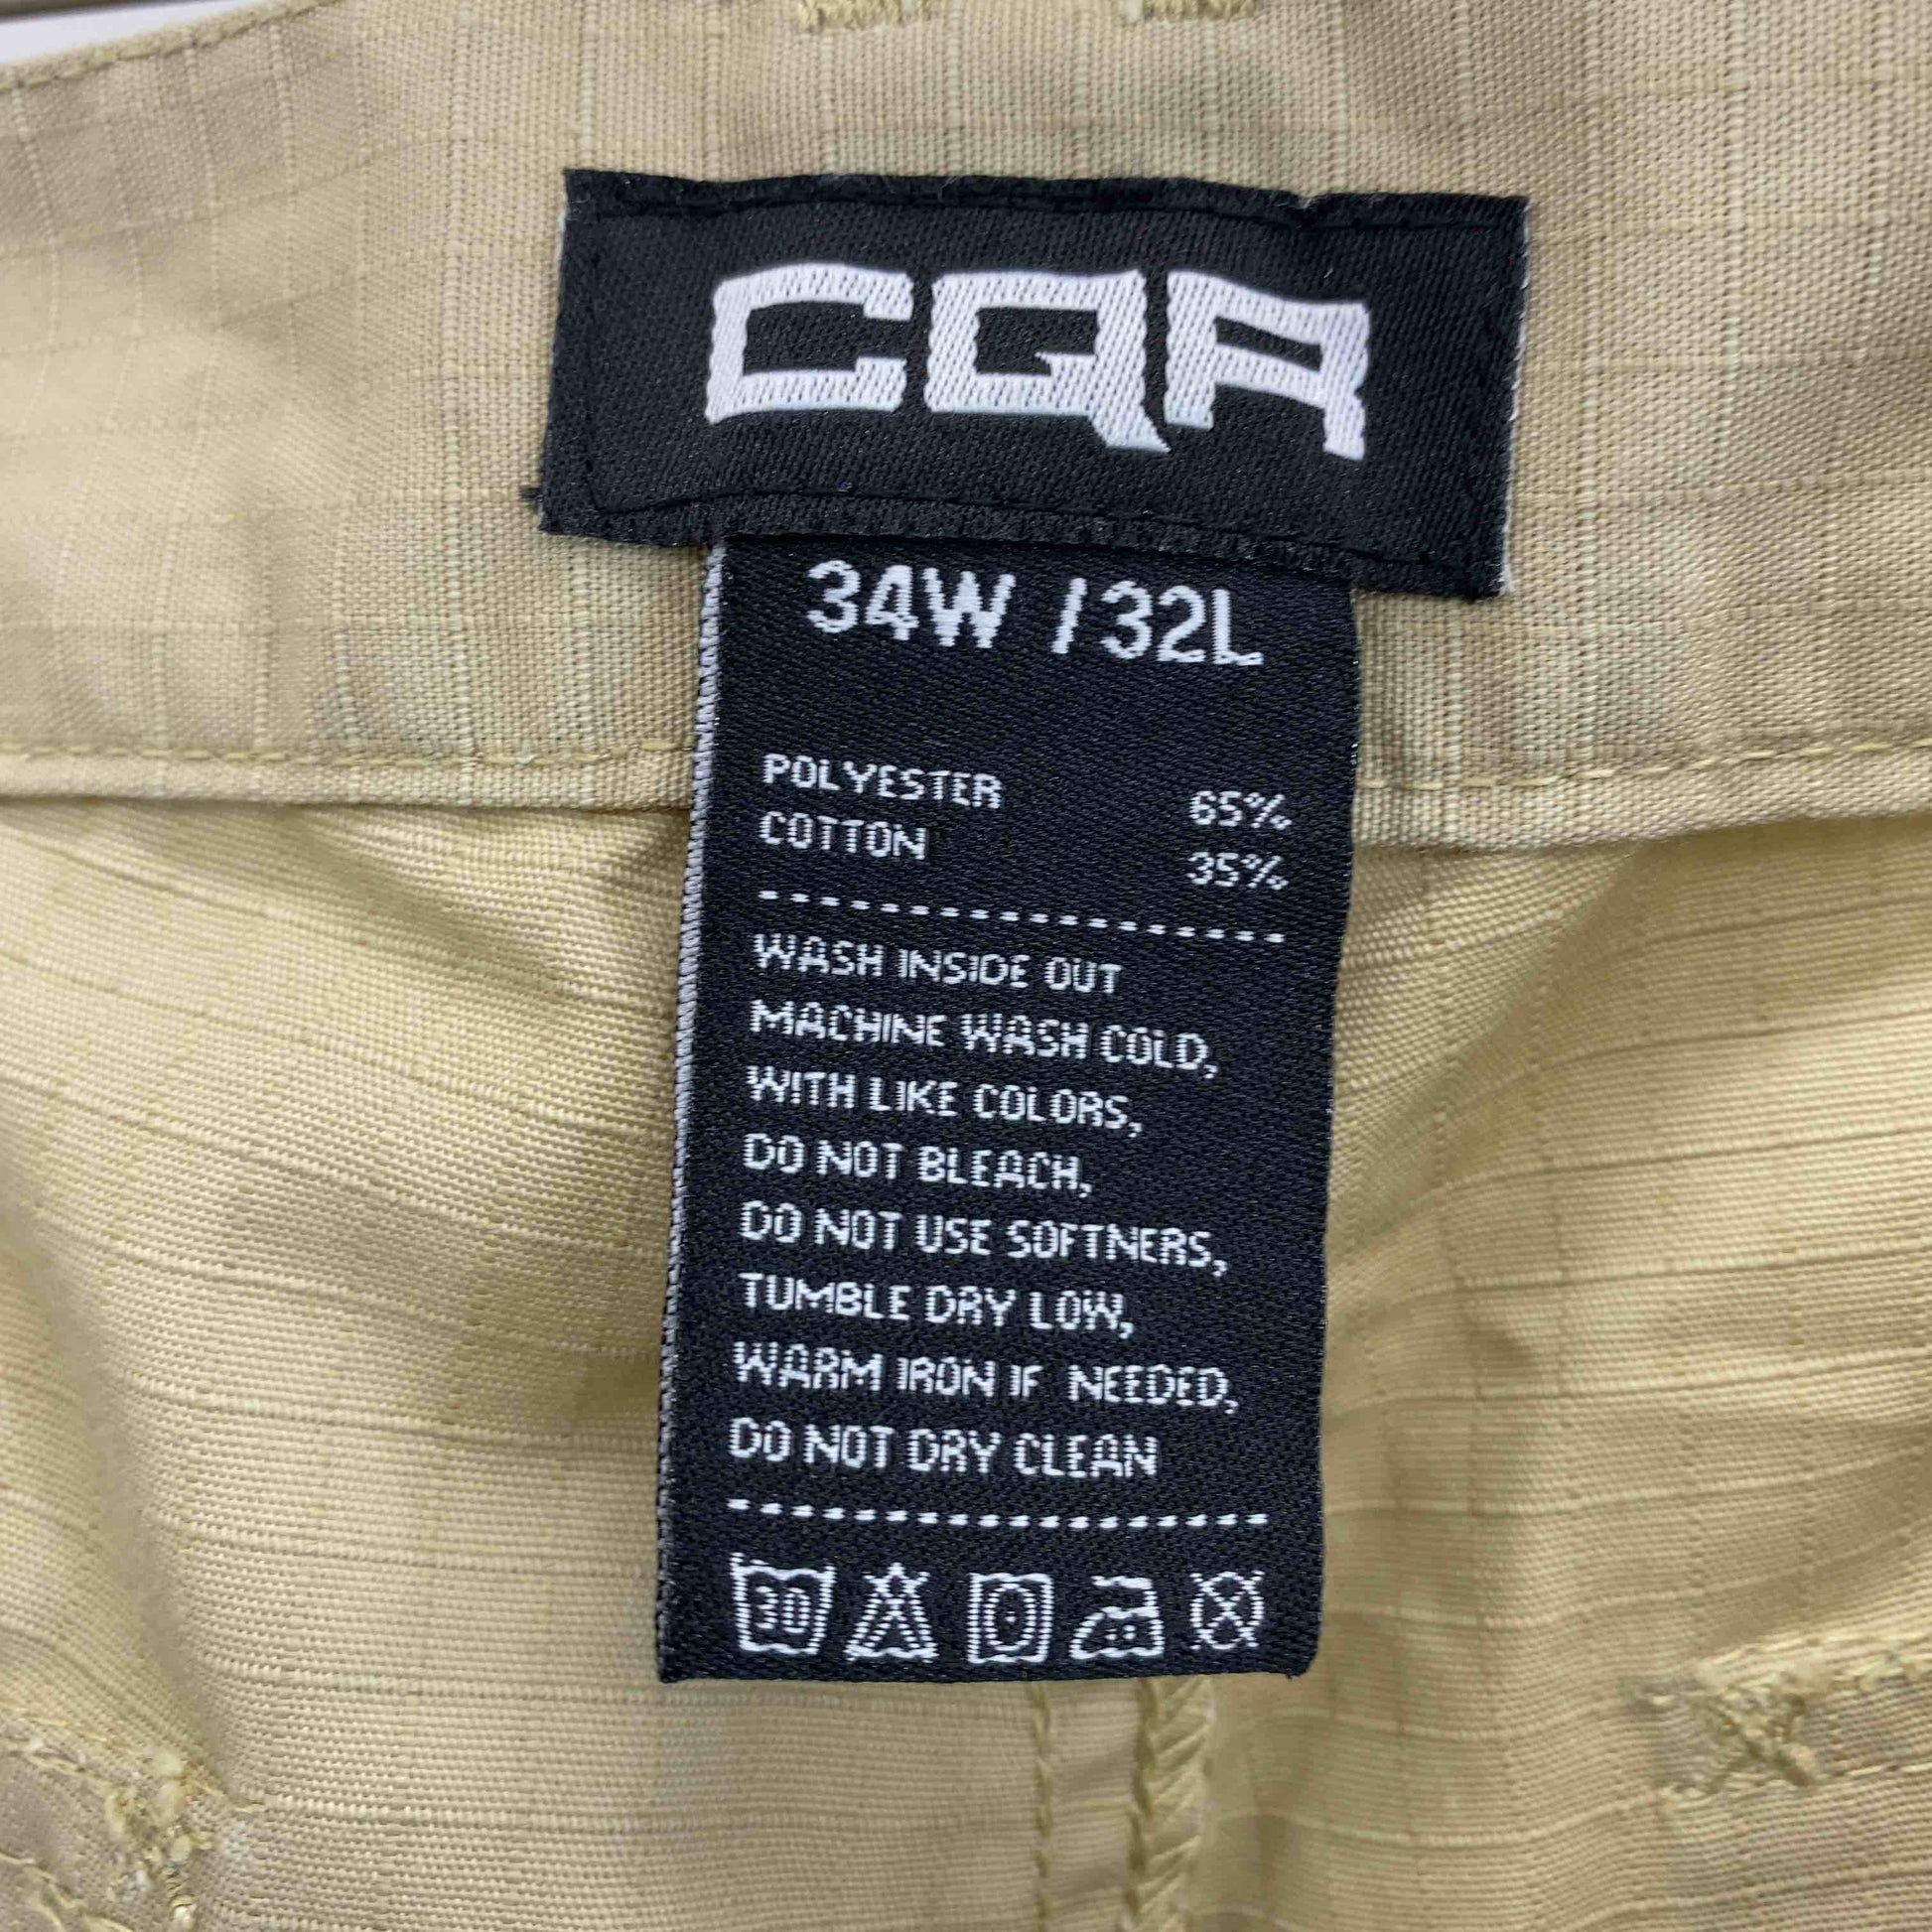 CQR
34W /32L
POLYESTER 65%
COTTON 35%
WASH INSIDE OUT
MACHINE WASH COLD,
WITH LIKE COLORS,
DO NOT BLEACH,
DO NOT USE SOFTNERS,
TUMBLE DRY LOW,
WARM IRON IF NEEDED,
DO NOT DRY CLEAN
30